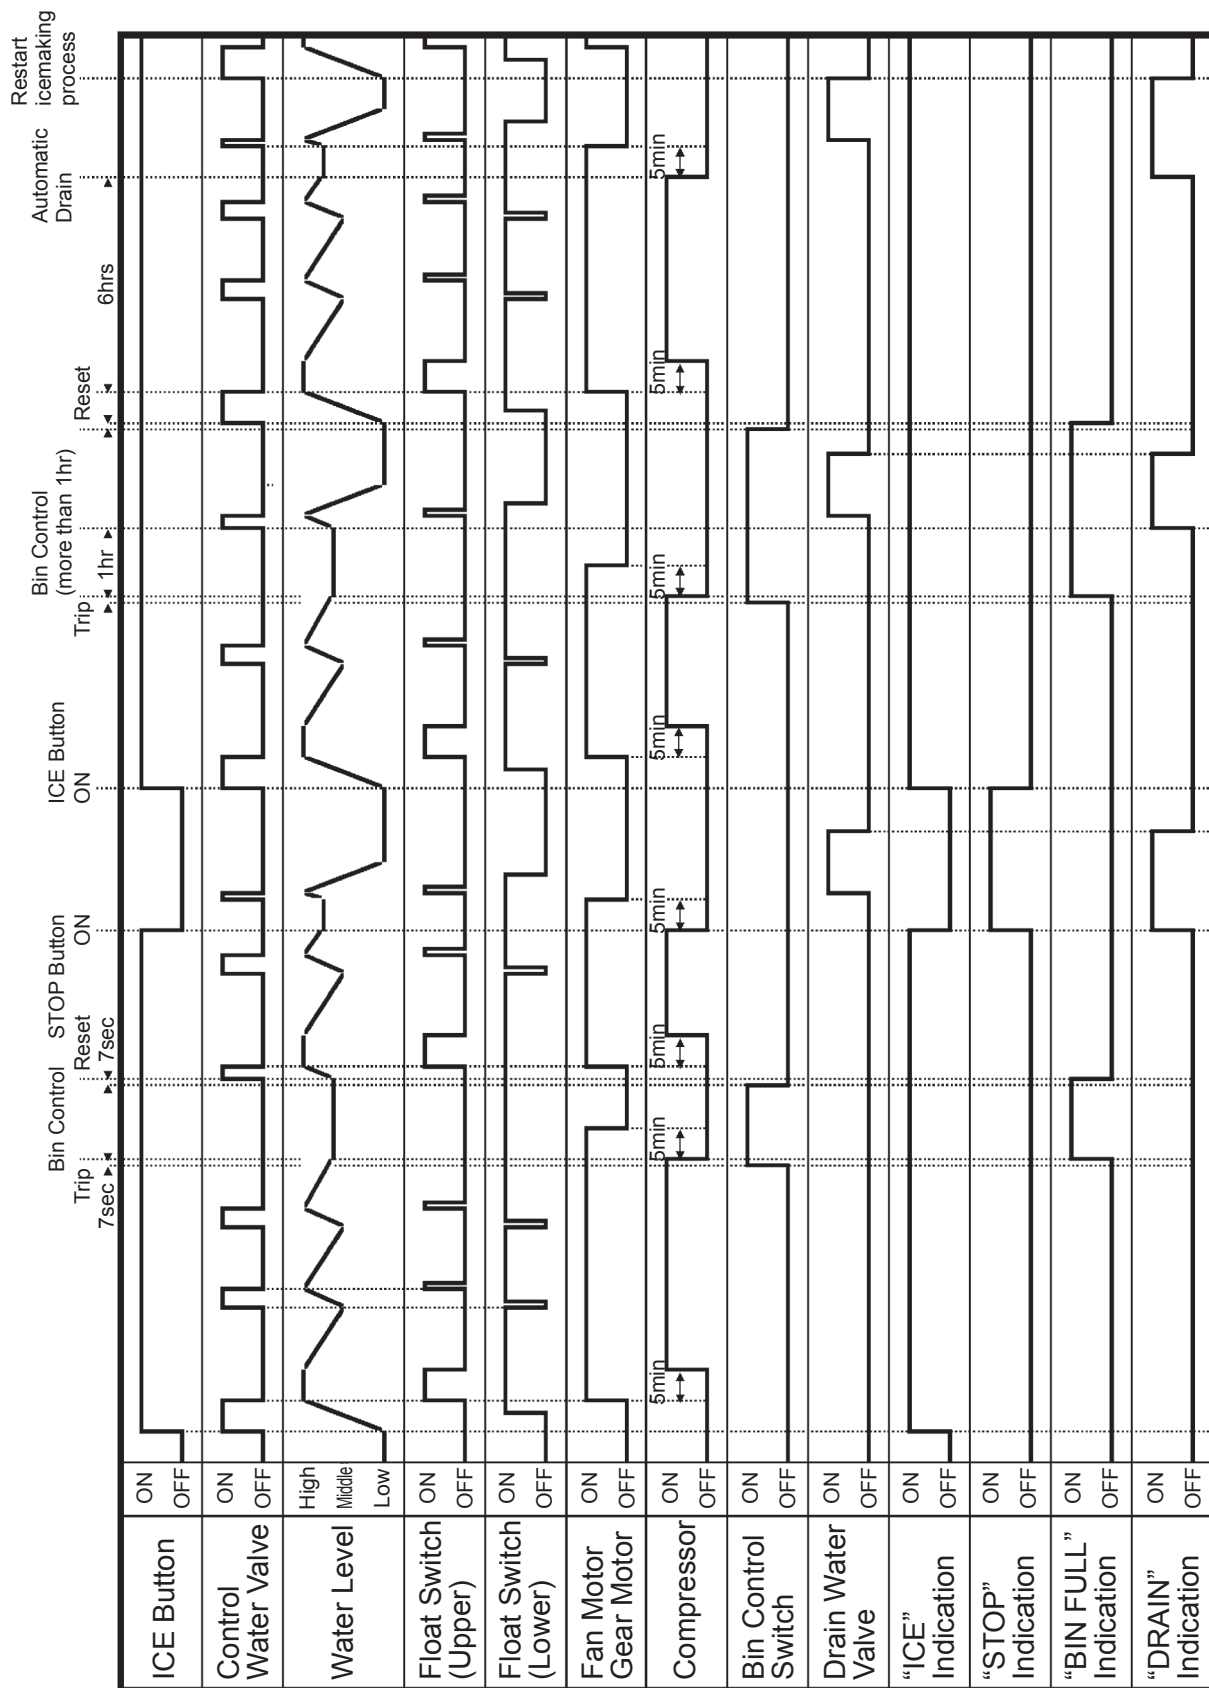 ICE Button
ON
OFF
Control
Water Valve
ON
OFF
Water Level
High
Middle
Low
Float Switch
(Upper)
ON
OFF
Float Switch
(Lower)
ON
OFF
Fan Motor
Gear Motor
ON
OFF
Compressor
ON
OFF
Bin Control
Switch
ON
OFF
Drain Water
Valve
ON
OFF
“ICE”
Indication
ON
OFF
“STOP”
Indication
ON
OFF
“BIN FULL”
Indication
ON
OFF
“DRAIN”
Indication
ON
OFF
Bin Control
Trip
7sec
Reset
7sec
STOP Button
ON
ICE Button
ON
Bin Control
(more than 1hr)
Trip
1hr
Reset
6hrs
Automatic
Drain
Restart
icemaking
process
5min
5min
5min
5min
5min
5min
5min
5min